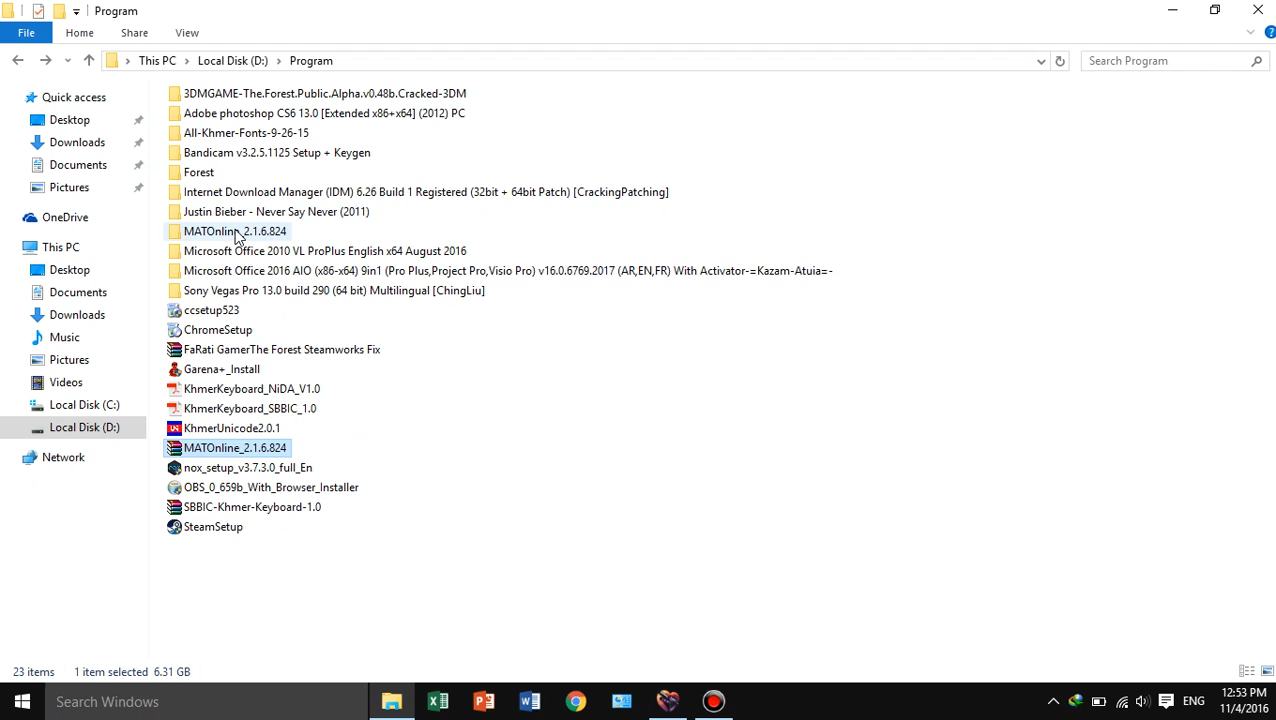 Program
File Home Share View
This PC Local Disk (D:) Program
Search Program
Quick access
Desktop
Downloads
Documents
Pictures
OneDrive
This PC
Desktop
Documents
Downloads
Music
Pictures
Videos
Local Disk (C:)
Local Disk (D:)
Network
3DMGAME-The.Forest.Public.Alpha.v0.48b.Cracked-3DM
Adobe photoshop CS6 13.0 [Extended x86+x64] (2012) PC
All-Khmer-Fonts-9-26-15
Bandicam v3.2.5.1125 Setup + Keygen
Forest
Internet Download Manager (IDM) 6.26 Build 1 Registered (32bit + 64bit Patch) [CrackingPatching]
Justin Bieber - Never Say Never (2011)
MATOnline_2.1.6.824
Microsoft Office 2010 VL ProPlus English x64 August 2016
Microsoft Office 2016 AIO (x86-x64) 9in1 (Pro Plus,Project Pro,Visio Pro) v16.0.6769.2017 (AR,EN,FR) With Activator-=Kazam-Atuia=-
Sony Vegas Pro 13.0 build 290 (64 bit) Multilingual [ChingLiu]
ccsetup523
ChromeSetup
FaRati GamerThe Forest Steamworks Fix
Garena+_Install
KhmerKeyboard_NiDA_V1.0
KhmerKeyboard_SBBIC_1.0
KhmerUnicode2.0.1
MATOnline_2.1.6.824
nox_setup_v3.7.3.0_full_En
OBS_0_659b_With_Browser_Installer
SBBIC-Khmer-Keyboard-1.0
SteamSetup
23 items 1 item selected 6.31 GB
Search Windows
ENG
12:53 PM
11/4/2016